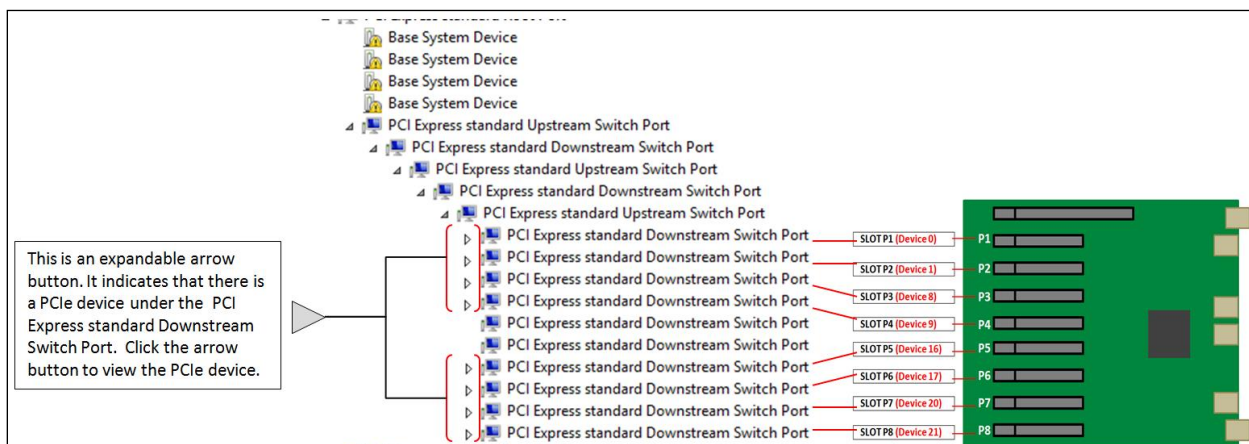 Base System Device
Base System Device
Base System Device
Base System Device
PCI Express standard Upstream Switch Port
PCI Express standard Downstream Switch Port
PCI Express standard Upstream Switch Port
PCI Express standard Downstream Switch Port
PCI Express standard Upstream Switch Port
PCI Express standard Downstream Switch Port
PCI Express standard Downstream Switch Port
PCI Express standard Downstream Switch Port
PCI Express standard Downstream Switch Port
PCI Express standard Downstream Switch Port
PCI Express standard Downstream Switch Port
PCI Express standard Downstream Switch Port
PCI Express standard Downstream Switch Port
PCI Express standard Downstream Switch Port
PCI Express standard Downstream Switch Port
This is an expandable arrow
button. It indicates that there is
a PCIe device under the PCI
Express standard Downstream
Switch Port. Click the arrow
button to view the PCIe device.
SLOT P1 (Device 0) P1
SLOT P2 (Device 1) P2
SLOT P3 (Device 8) P3
SLOT P4 (Device 9) P4
SLOT P5 (Device 16) P5
SLOT P6 (Device 17) P6
SLOT P7 (Device 20) P7
SLOT P8 (Device 21) P8